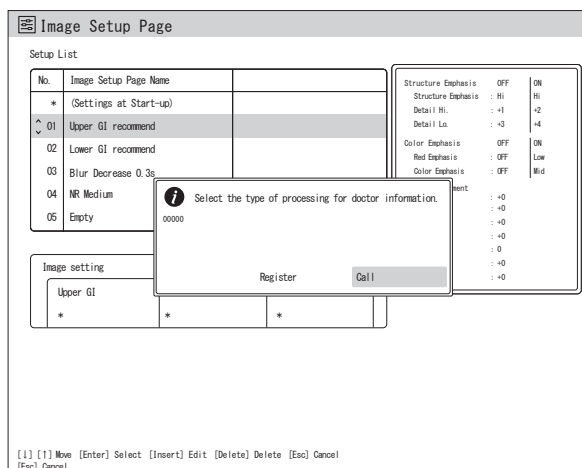 Image Setup Page
Setup List
No. Image Setup Page Name
* (Settings at Start-up)
01 Upper GI recommend
02 Lower GI recommend
03 Blur Decrease 0.3s
04 NR Medium
05 Empty
Structure Emphasis OFF ON
Structure Emphasis : Hi Hi
Detail Hi. : +1 +2
Detail Lo. : +3 +4
Color Emphasis OFF ON
Red Emphasis : OFF Low
Color Emphasis : OFF Mid
: +0
: +0
: +0
: +0
: 0
: +0
: +0
Select the type of processing for doctor information.
00000
Register Call
Image setting
Upper GI
* * *
[↓] [↑] Move [Enter] Select [Insert] Edit [Delete] Delete [Esc] Cancel
[Esc] Cancel